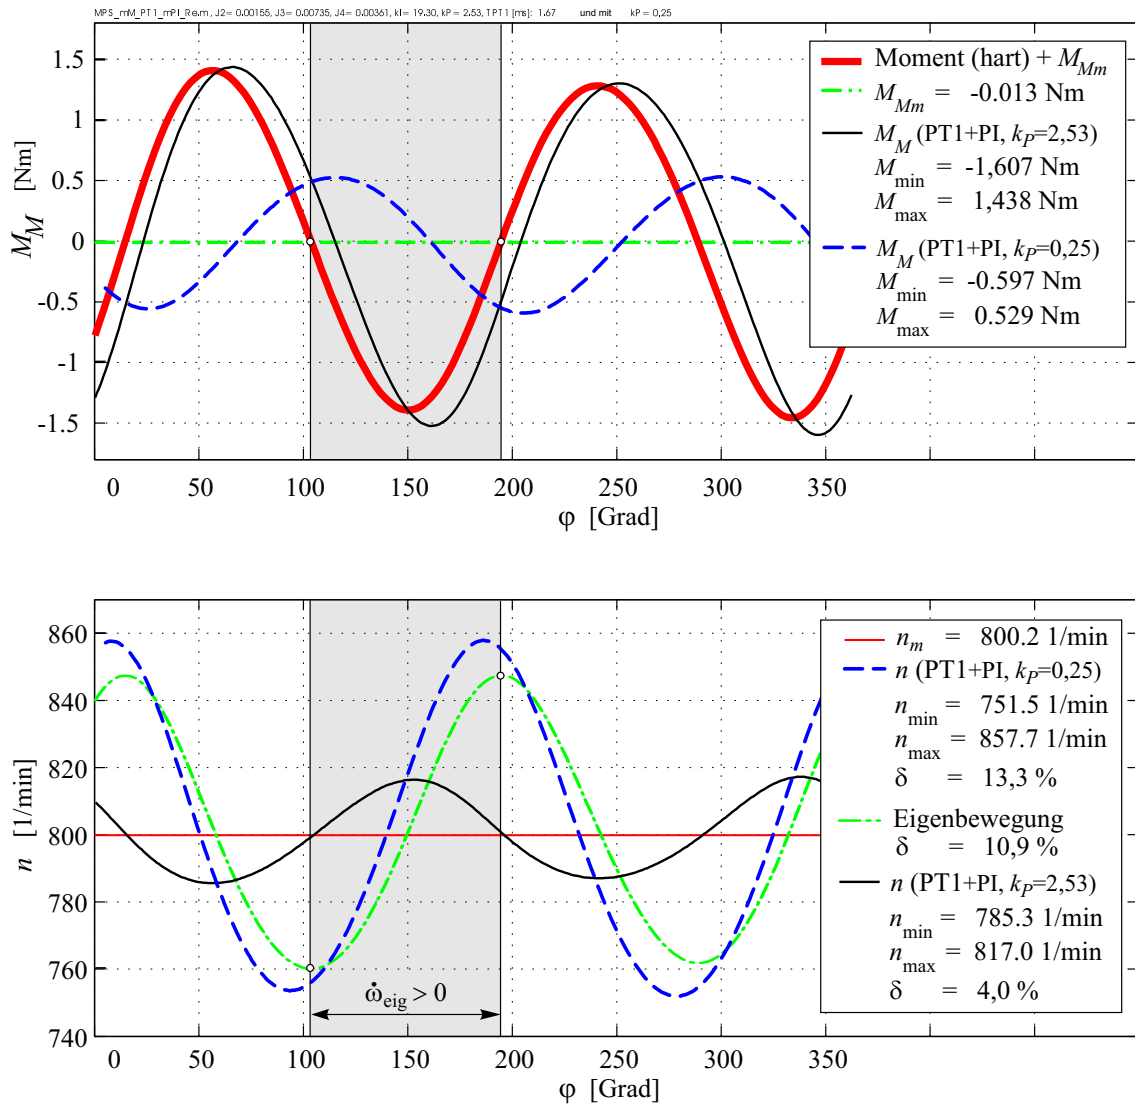 MPS_mM_PT1_mPI_Re.m , J2= 0.00155, J3= 0.00735, J4= 0.00361, kI= 19.30, kP = 2.53, TPT1 [ms]: 1.67 und mit kP = 0,25
M_M [Nm]
1.5
1
0.5
0
-0.5
-1
-1.5
0 50 100 150 200 250 300 350
φ [Grad]
Moment (hart) + M_Mm
M_Mm = -0.013 Nm
M_M (PT1+PI, k_P=2,53)
M_min = -1,607 Nm
M_max = 1,438 Nm
M_M (PT1+PI, k_P=0,25)
M_min = -0.597 Nm
M_max = 0.529 Nm
n [1/min]
860
840
820
800
780
760
740
0 50 100 150 200 250 300 350
φ [Grad]
ω̇_eig > 0
n_m = 800.2 1/min
n (PT1+PI, k_P=0,25)
n_min = 751.5 1/min
n_max = 857.7 1/min
δ = 13,3 %
Eigenbewegung
δ = 10,9 %
n (PT1+PI, k_P=2,53)
n_min = 785.3 1/min
n_max = 817.0 1/min
δ = 4,0 %